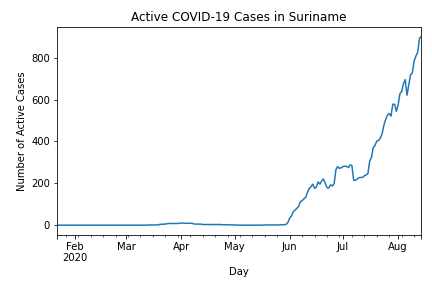 Active COVID-19 Cases in Suriname
Number of Active Cases
800
600
400
200
0
Feb Mar Apr May Jun Jul Aug
2020
Day